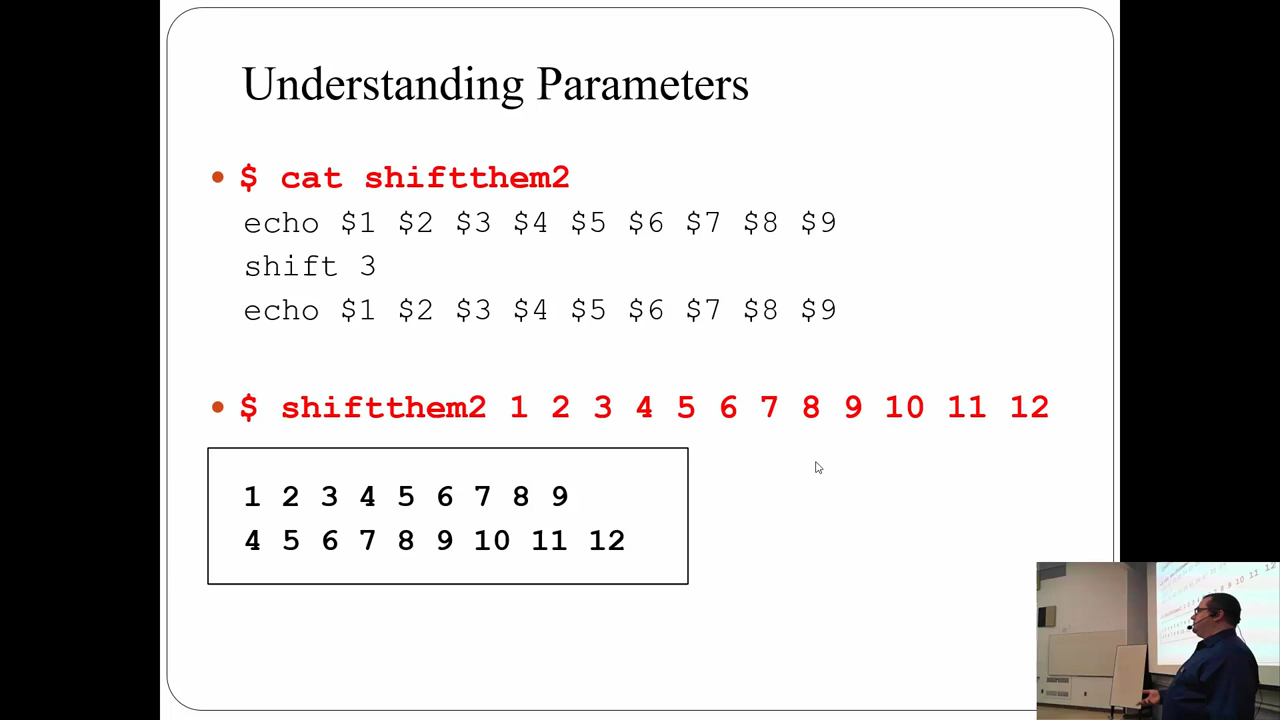 Understanding Parameters
$ cat shiftthem2
echo $1 $2 $3 $4 $5 $6 $7 $8 $9
shift 3
echo $1 $2 $3 $4 $5 $6 $7 $8 $9
$ shiftthem2 1 2 3 4 5 6 7 8 9 10 11 12
1 2 3 4 5 6 7 8 9
4 5 6 7 8 9 10 11 12